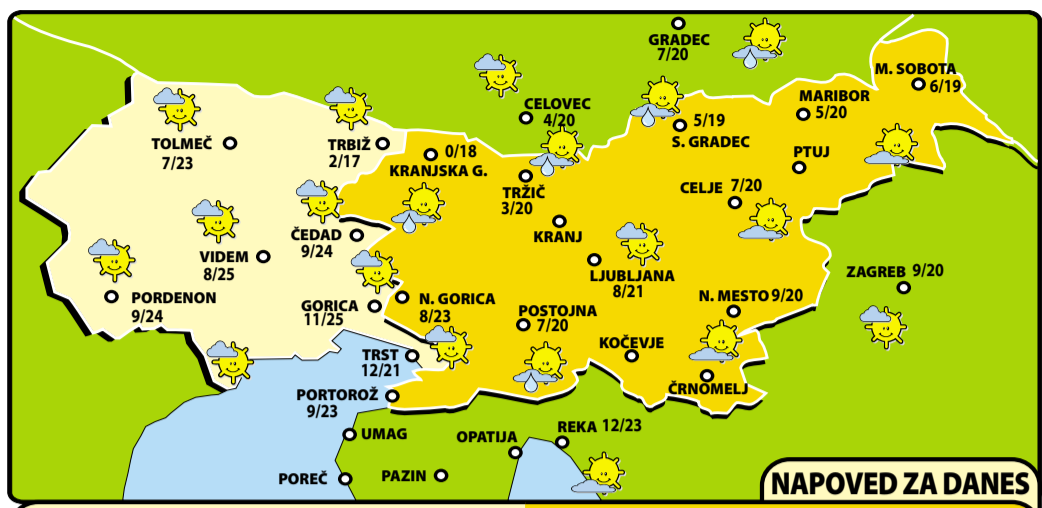 GRADEC
7/20
M. SOBOTA
6/19
CELOVEC
4/20
MARIBOR
5/20
5/19
S. GRADEC
TOLMEČ
7/23
TRBIŽ
2/17
0/18
KRANJSKA G.
PTUJ
TRŽIČ
3/20
CELJE 7/20
KRANJ
ČEDAD
9/24
VIDEM
8/25
LJUBLJANA
8/21
ZAGREB 9/20
PORDENON
9/24
GORICA
11/25
N. GORICA
8/23
POSTOJNA
7/20
N. MESTO 9/20
KOČEVJE
TRST
12/21
ČRNOMELJ
PORTOROŽ
9/23
UMAG
OPATIJA
REKA 12/23
POREČ
PAZIN
NAPOVED ZA DANES